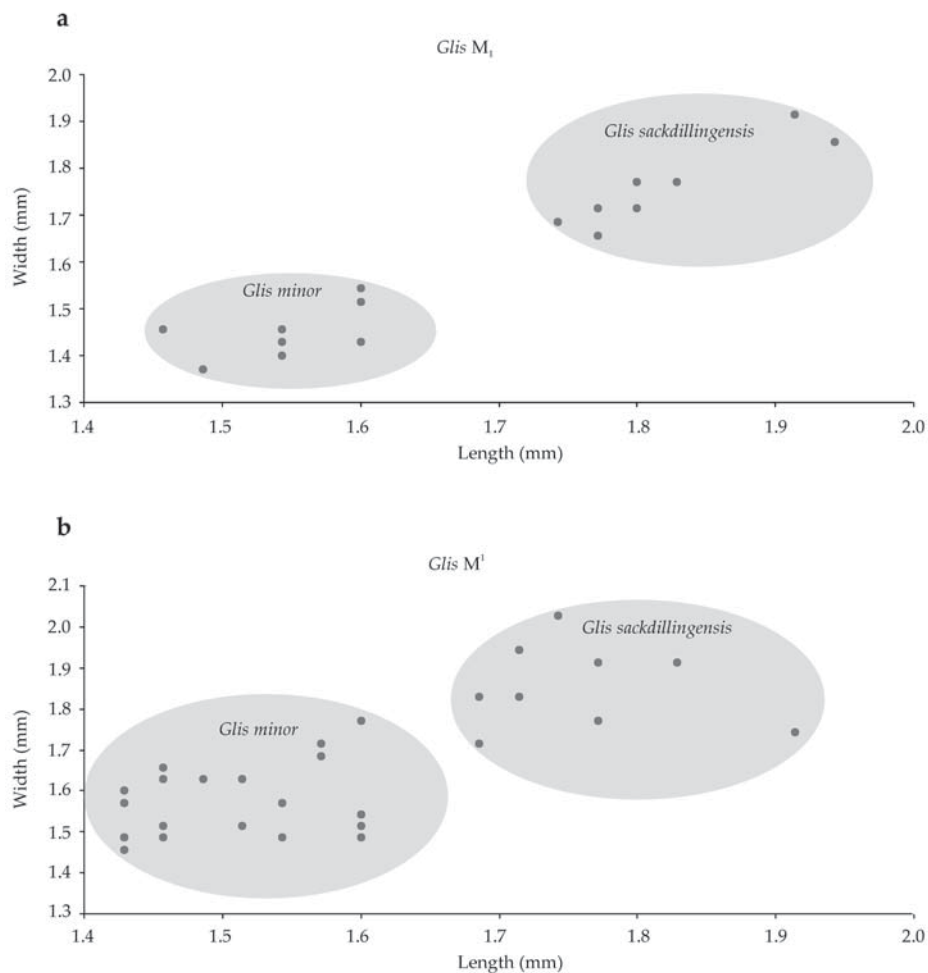 a
Glis M₁
2.0
1.9
Glis sackdillingensis
1.8
1.7
Width (mm)
1.6
1.5
Glis minor
1.4
1.3
1.4 1.5 1.6 1.7 1.8 1.9 2.0
Length (mm)
b
Glis M¹
2.1
2.0
Glis sackdillingensis
1.9
1.8
Glis minor
1.7
Width (mm)
1.6
1.5
1.4
1.3
1.4 1.5 1.6 1.7 1.8 1.9 2.0
Length (mm)